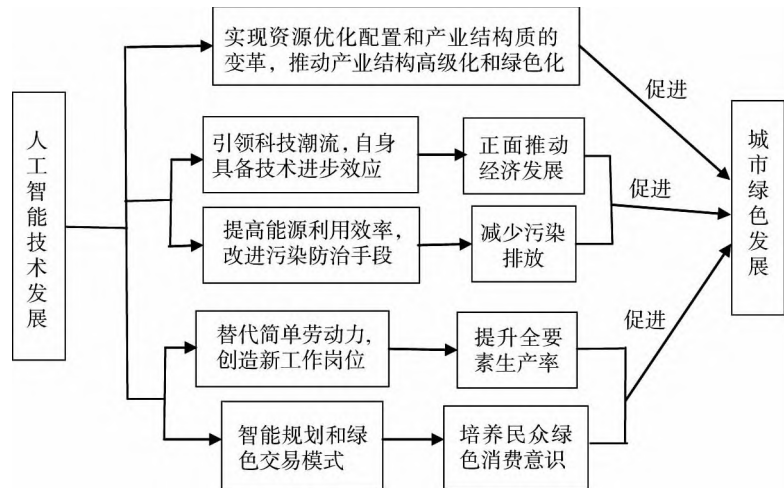 人工智能技术发展
实现资源优化配置和产业结构质的
变革，推动产业结构高级化和绿色化
促进
引领科技潮流，自身
具备技术进步效应
正面推动
经济发展
促进
提高能源利用效率，
改进污染防治手段
减少污染
排放
替代简单劳动力，
创造新工作岗位
提升全要
素生产率
促进
智能规划和绿
色交易模式
培养民众绿
色消费意识
城市绿色发展